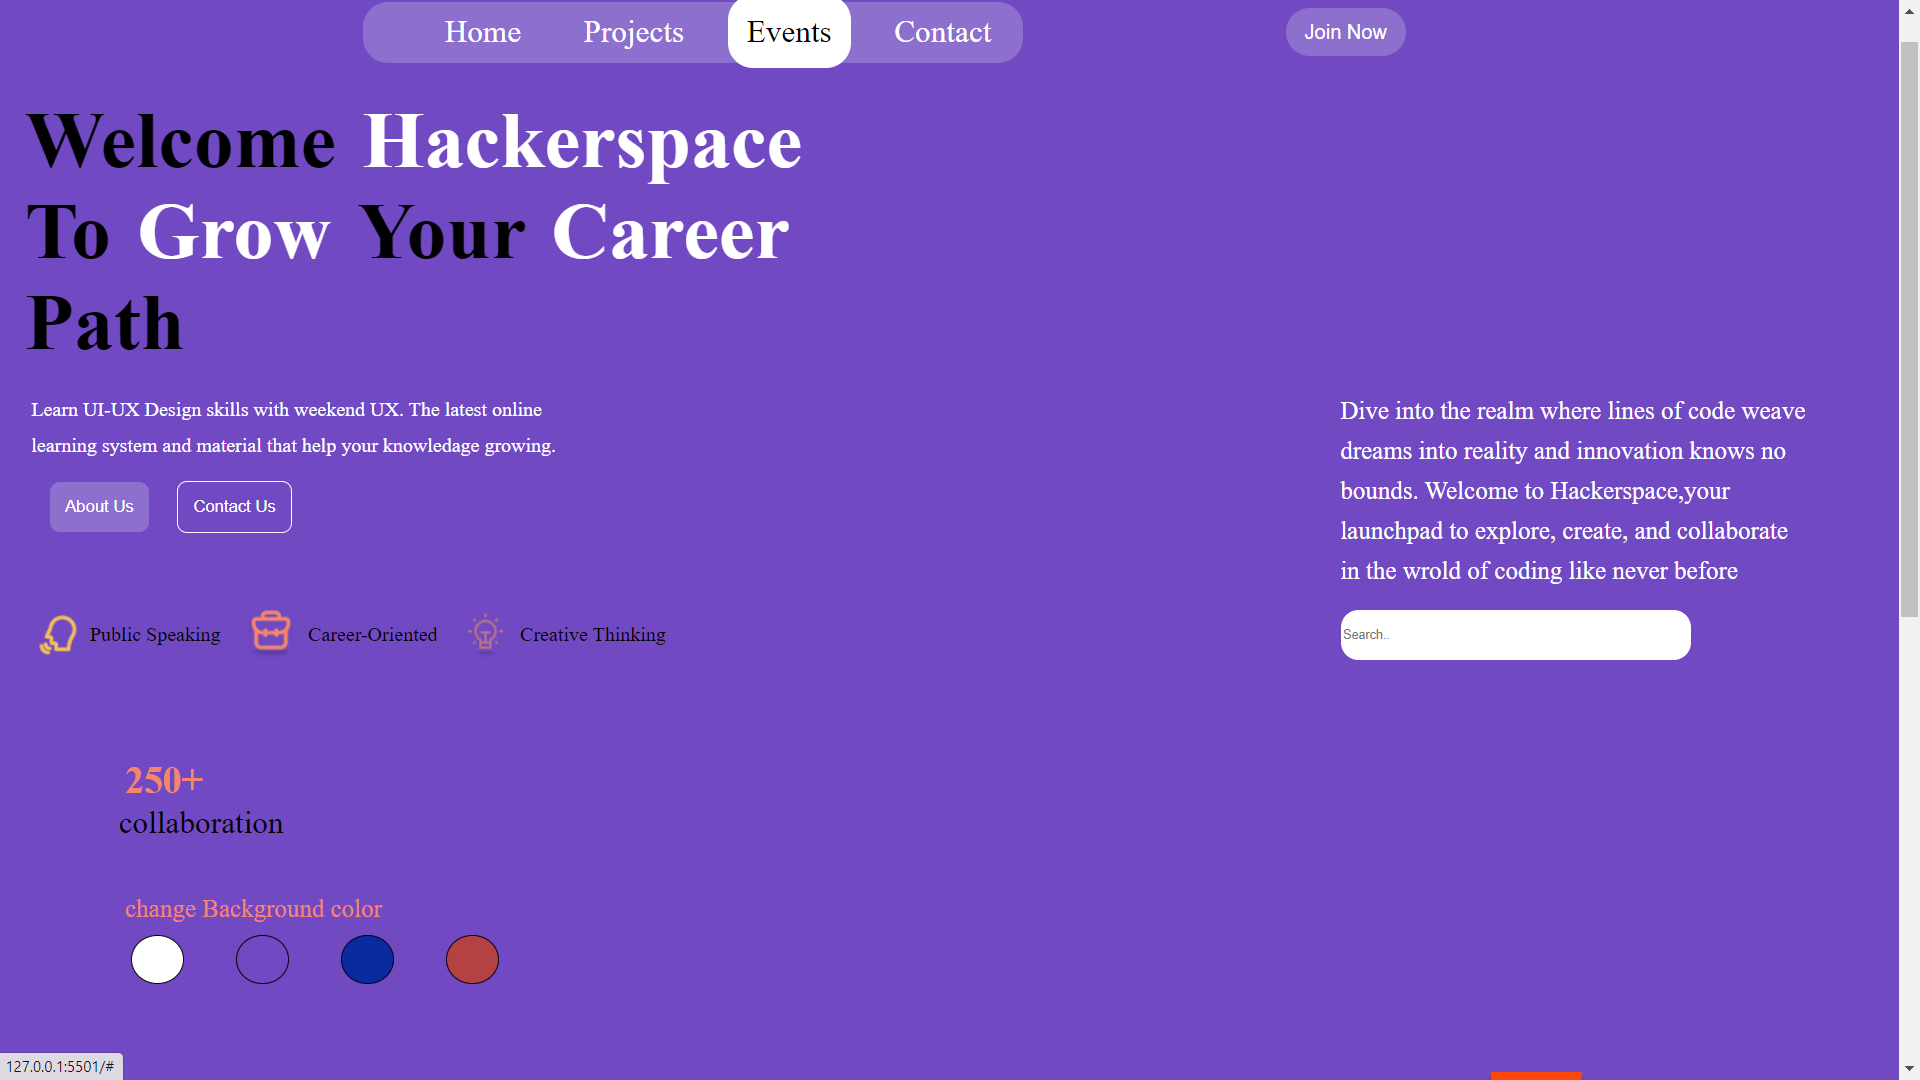 Home Projects Events Contact Join Now
Welcome Hackerspace
To Grow Your Career
Path
Learn UI-UX Design skills with weekend UX. The latest online
learning system and material that help your knowledage growing.
About Us Contact Us
Dive into the realm where lines of code weave
dreams into reality and innovation knows no
bounds. Welcome to Hackerspace,your
launchpad to explore, create, and collaborate
in the wrold of coding like never before
Search..
Public Speaking Career-Oriented Creative Thinking
250+
collaboration
change Background color
127.0.0.1:5501/#